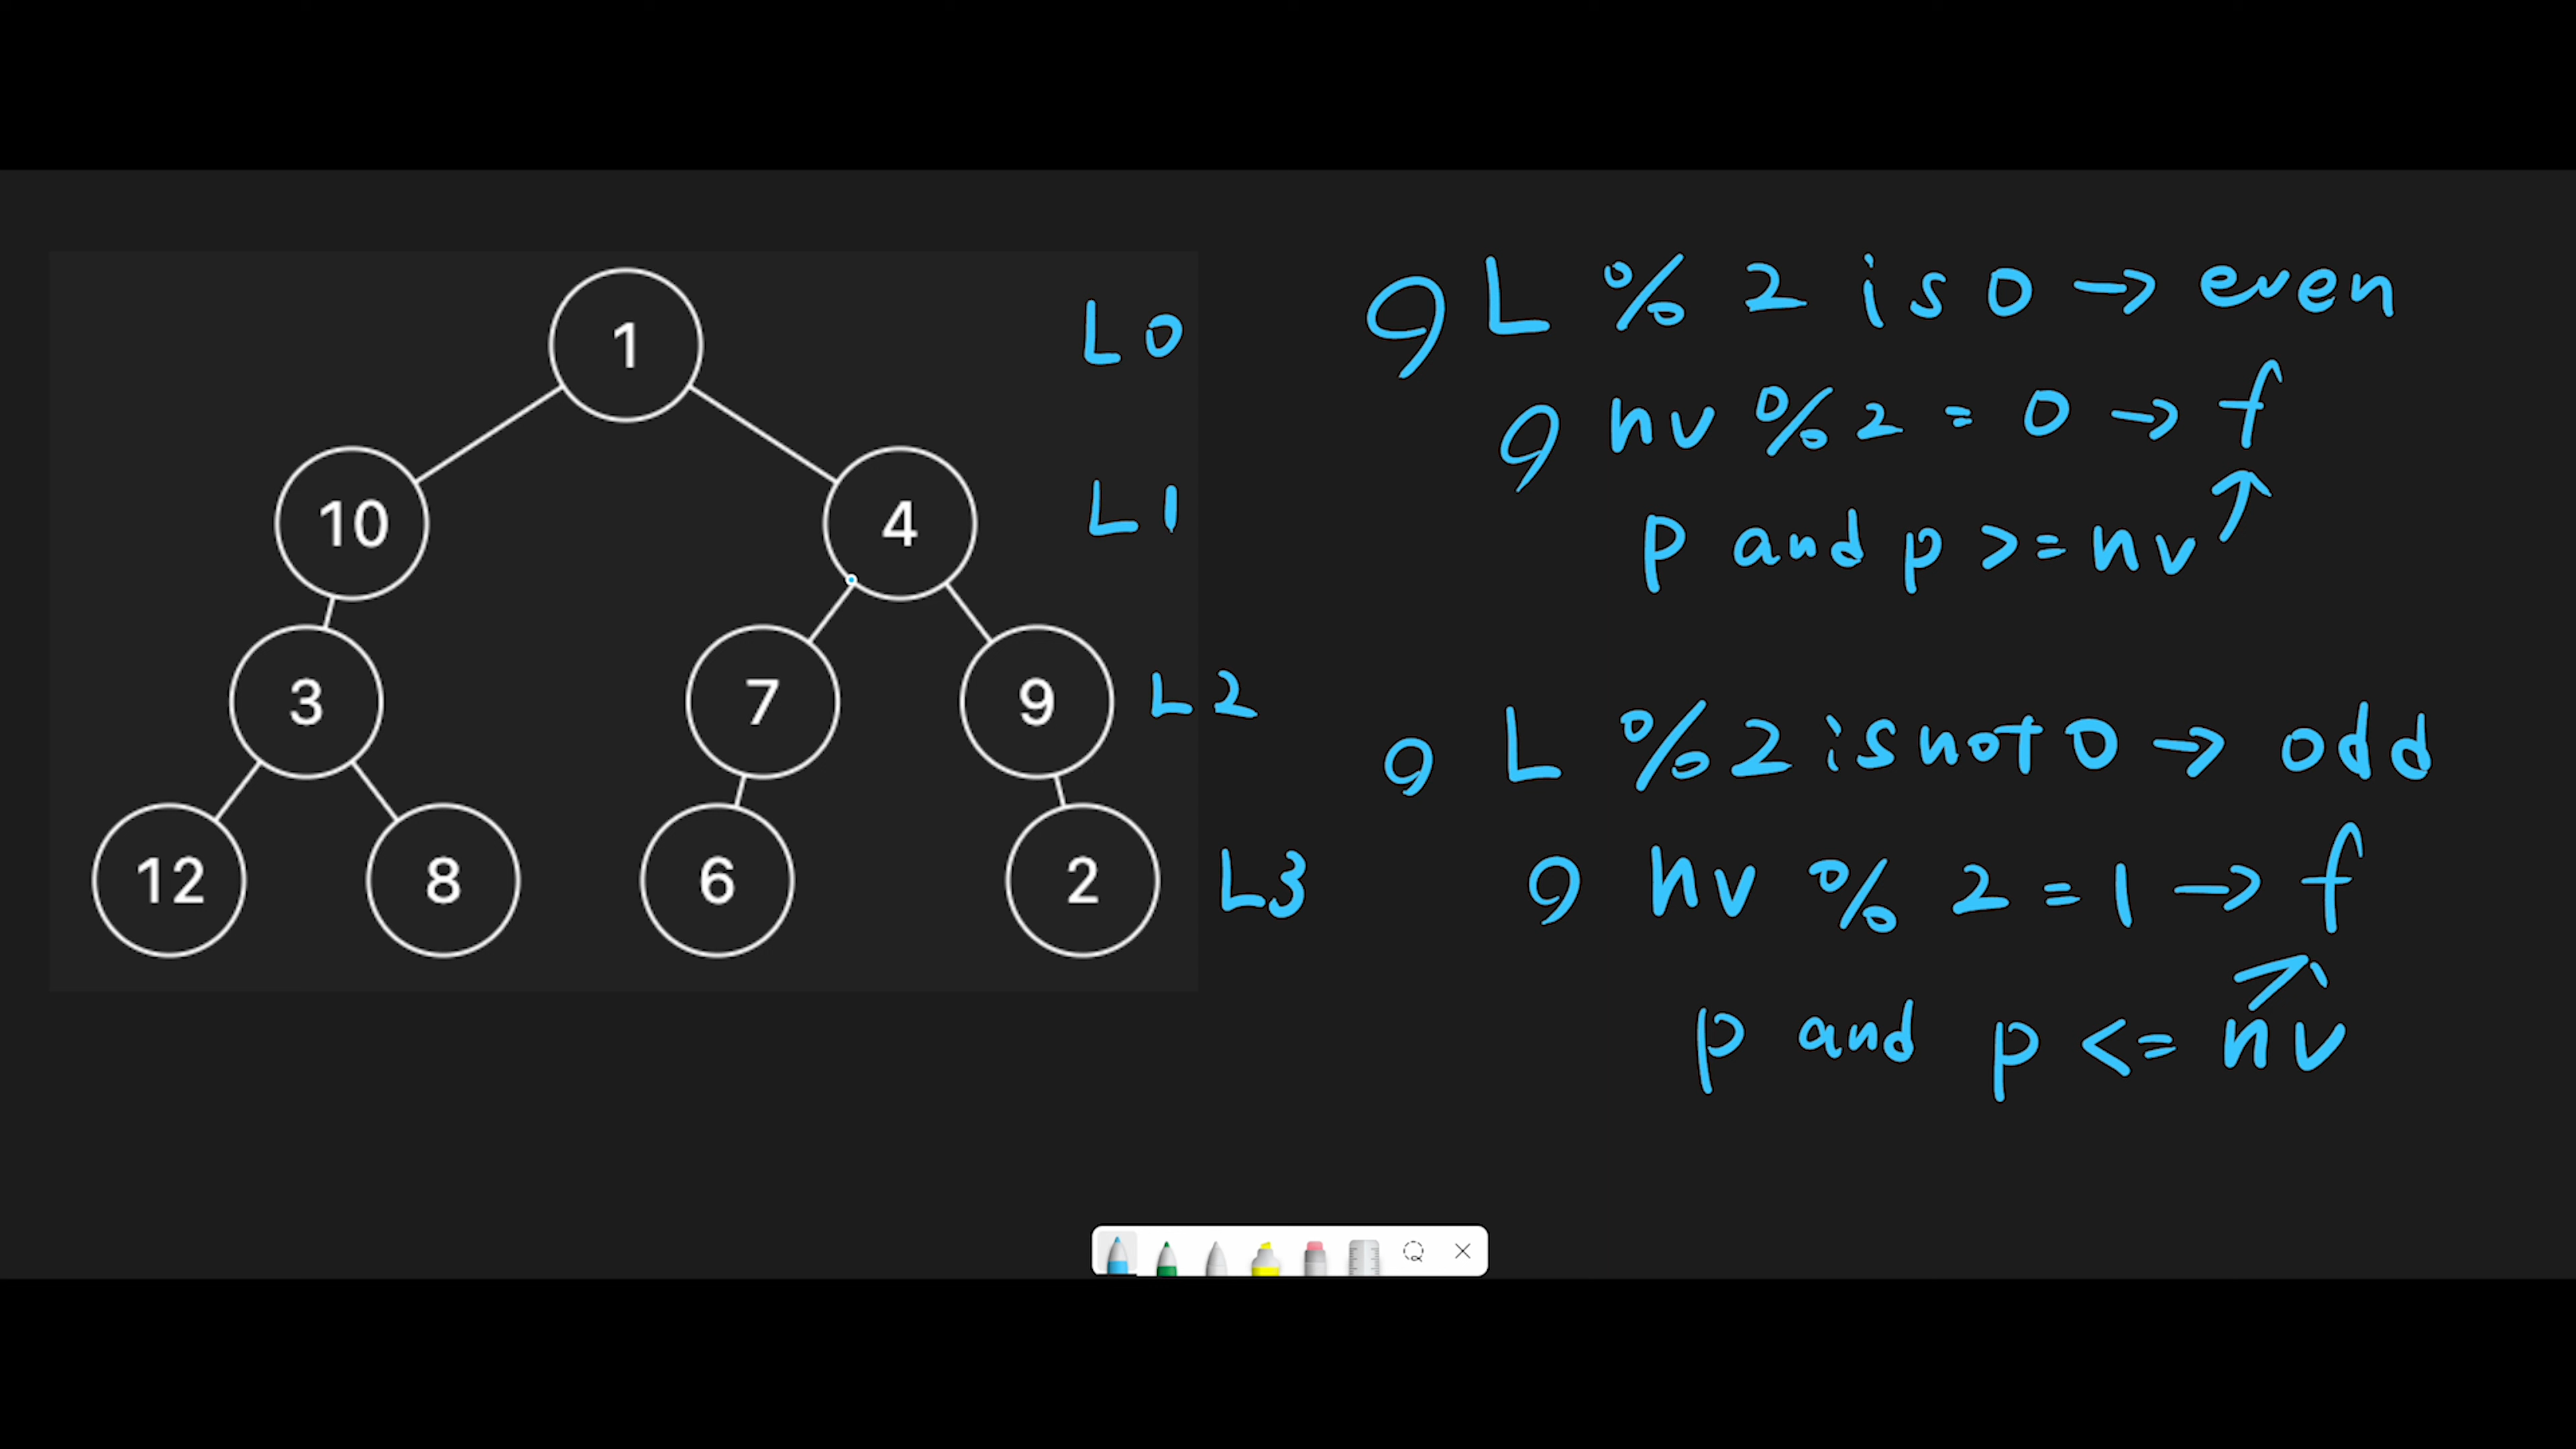 1
L0
10
4
L1
3
7
9
L2
12
8
6
2
L3
9 L % 2 is 0 → even
9 nv % 2 = 0 → f
p and p >= nv ↑
9 L % 2 is not 0 → odd
9 nv % 2 = 1 → f
p and p <= nv